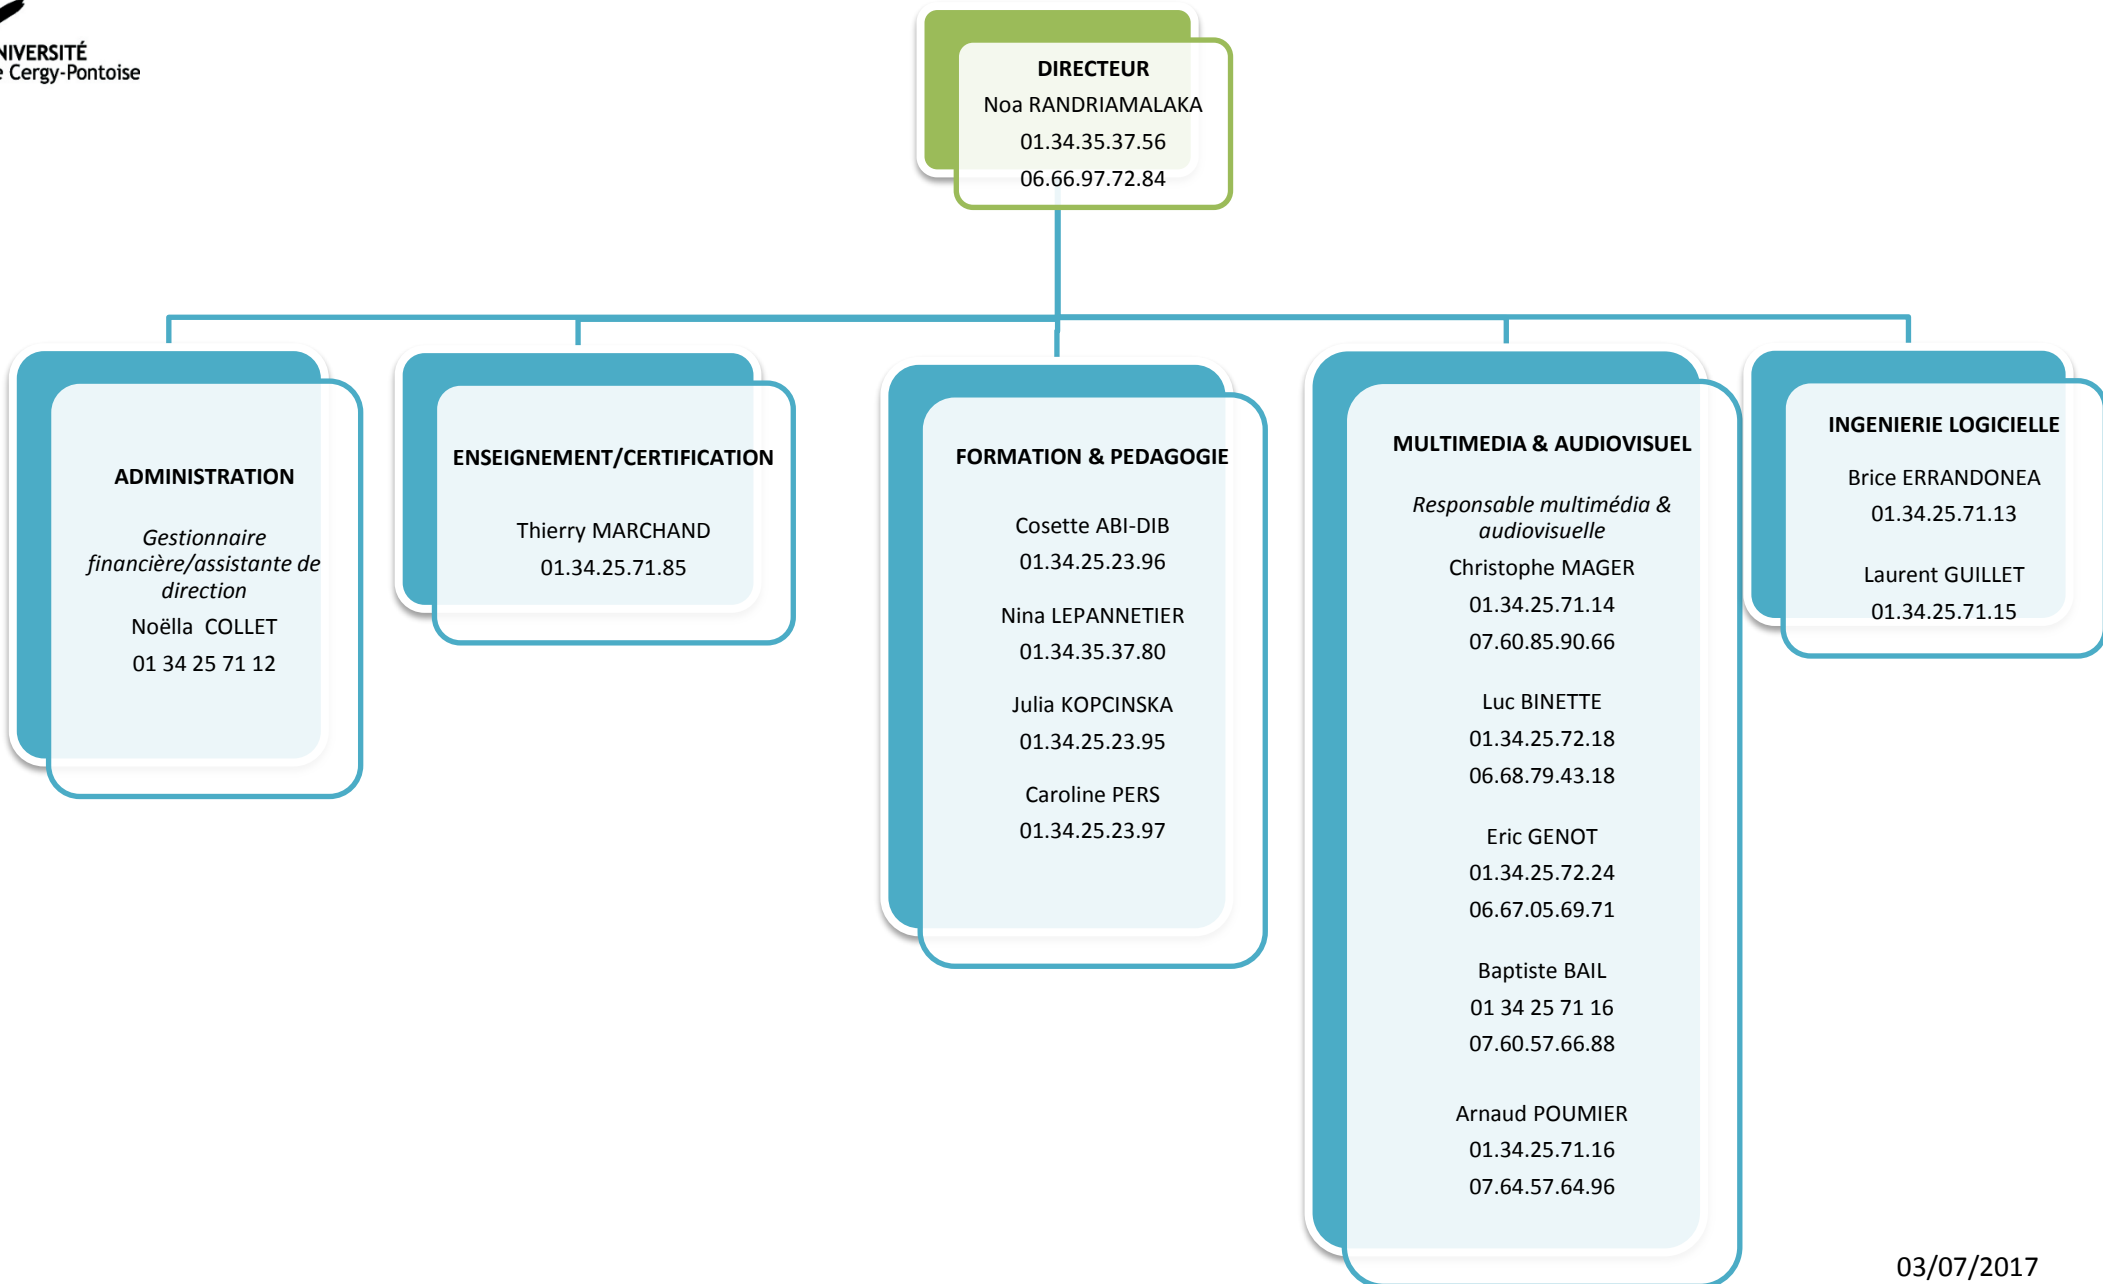 NIVERSITÉ
e Cergy-Pontoise
DIRECTEUR
Noa RANDRIAMALAKA
01.34.35.37.56
06.66.97.72.84
ADMINISTRATION
Gestionnaire
financière/assistante de
direction
Noëlla  COLLET
01 34 25 71 12
ENSEIGNEMENT/CERTIFICATION
Thierry MARCHAND
01.34.25.71.85
FORMATION & PEDAGOGIE
Cosette ABI-DIB
01.34.25.23.96
Nina LEPANNETIER
01.34.35.37.80
Julia KOPCINSKA
01.34.25.23.95
Caroline PERS
01.34.25.23.97
MULTIMEDIA & AUDIOVISUEL
Responsable multimédia &
audiovisuelle
Christophe MAGER
01.34.25.71.14
07.60.85.90.66
Luc BINETTE
01.34.25.72.18
06.68.79.43.18
Eric GENOT
01.34.25.72.24
06.67.05.69.71
Baptiste BAIL
01 34 25 71 16
07.60.57.66.88
Arnaud POUMIER
01.34.25.71.16
07.64.57.64.96
INGENIERIE LOGICIELLE
Brice ERRANDONEA
01.34.25.71.13
Laurent GUILLET
01.34.25.71.15
03/07/2017